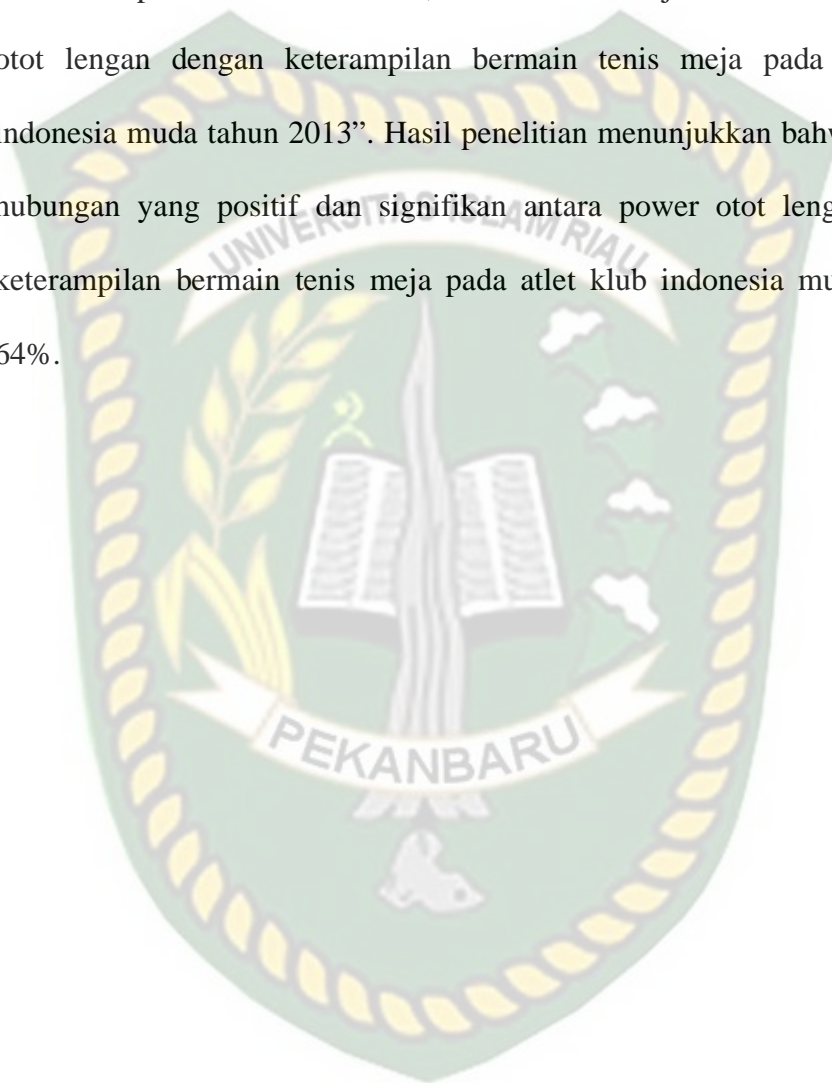 otot lengan dengan keterampilan bermain tenis meja pada
indonesia muda tahun 2013”. Hasil penelitian menunjukkan bahw
hubungan yang positif dan signifikan antara power otot leng
UNIVERSITAS ISLAM RIAU
keterampilan bermain tenis meja pada atlet klub indonesia mu
64%.
PEKANBARU